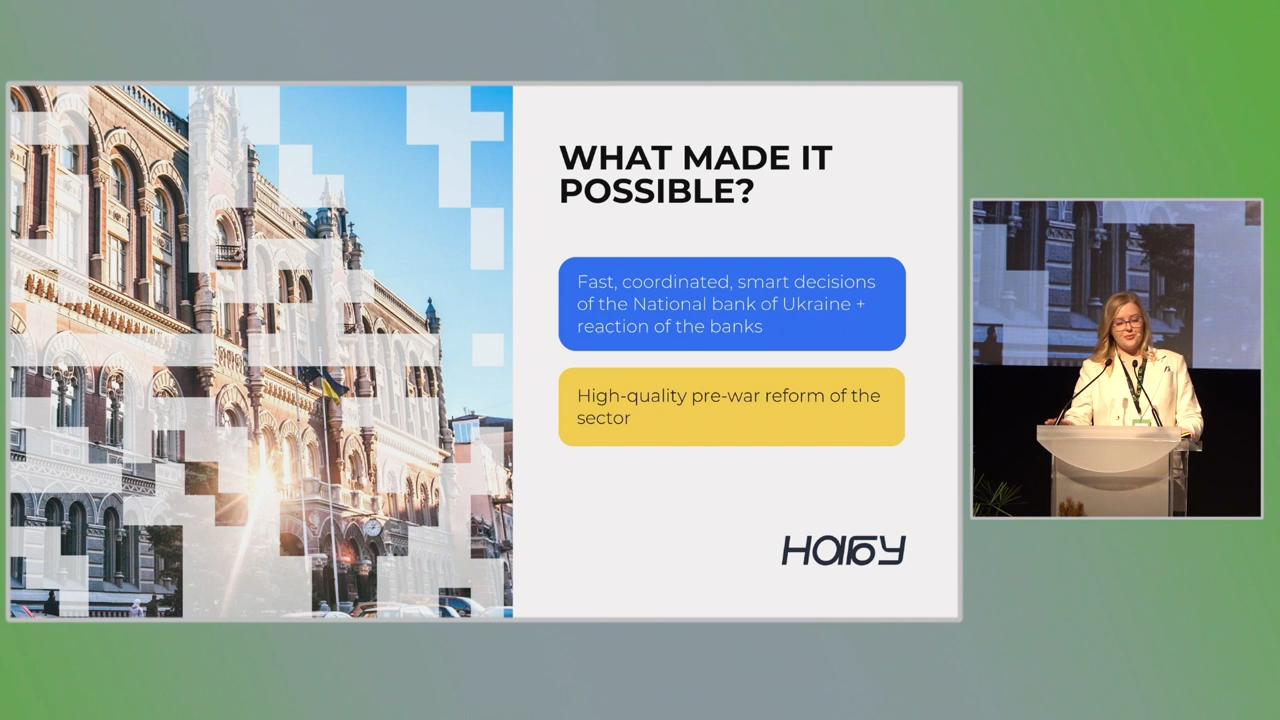 WHAT MADE IT
POSSIBLE?
Fast, coordinated, smart decisions
of the National bank of Ukraine +
reaction of the banks
High-quality pre-war reform of the
sector
НАБУ